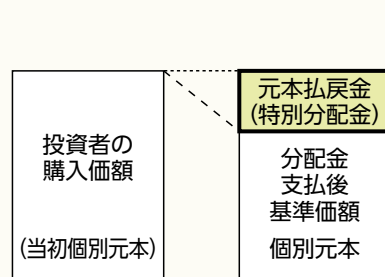 投資者の
購入価額
(当初個別元本)
元本払戻金
(特別分配金)
分配金
支払後
基準価額
個別元本